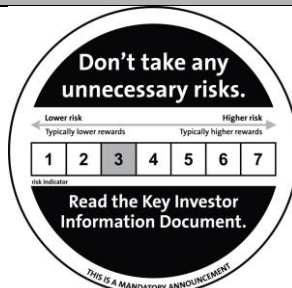 Don't take any
unnecessary risks.
Lower risk Higher risk
Typically lower rewards Typically higher rewards
1 2 3 4 5 6 7
risk indicator
Read the Key Investor
Information Document.
THIS IS A MANDATORY ANNOUNCEMENT